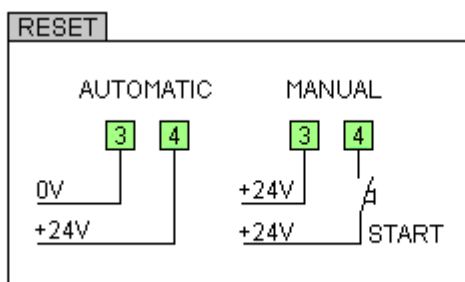 RESET
AUTOMATIC MANUAL
3 4 3 4
0V +24V
+24V +24V START